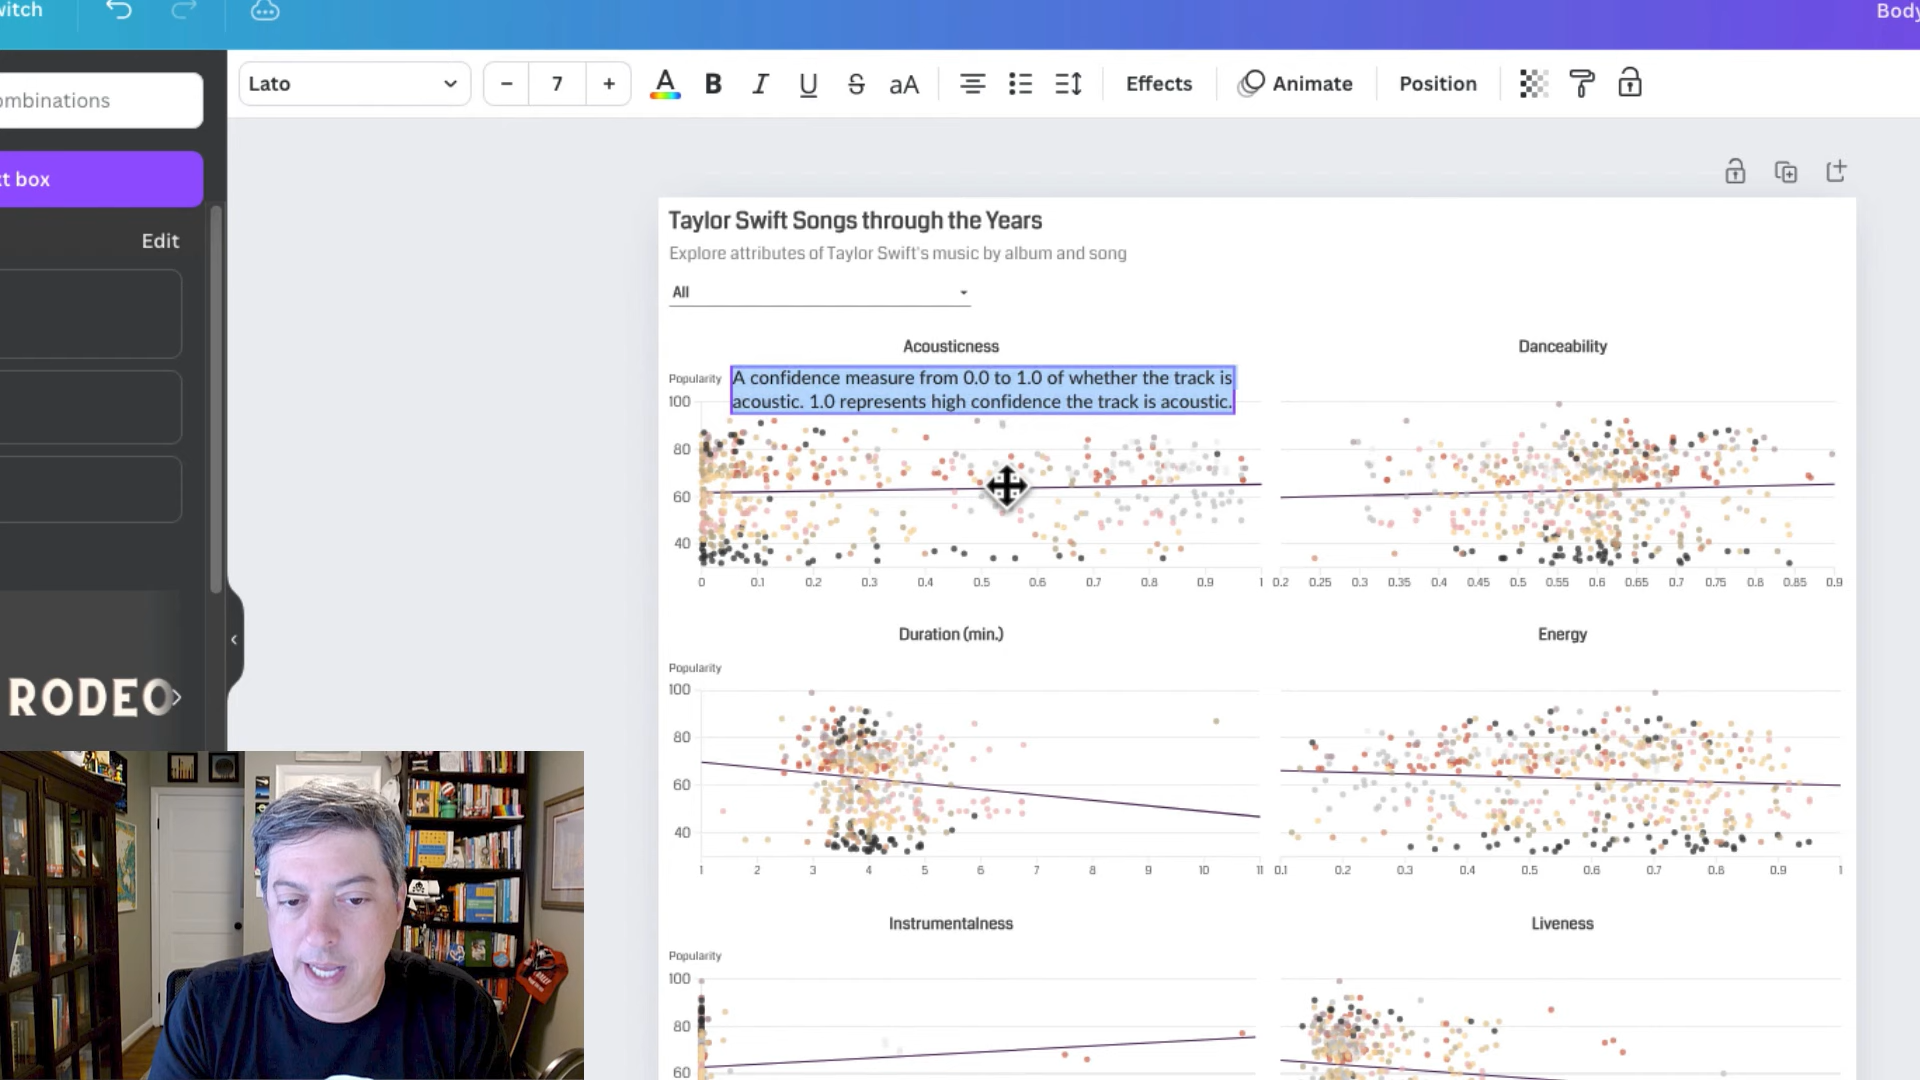 witch
Body
Lato
7
Effects
Animate
Position
ombinations
t box
Edit
RODEO
Taylor Swift Songs through the Years
Explore attributes of Taylor Swift's music by album and song
All
Acousticness
Popularity
A confidence measure from 0.0 to 1.0 of whether the track is
acoustic. 1.0 represents high confidence the track is acoustic.
100
80
60
40
0 0.1 0.2 0.3 0.4 0.5 0.6 0.7 0.8 0.9 1
Danceability
0.2 0.25 0.3 0.35 0.4 0.45 0.5 0.55 0.6 0.65 0.7 0.75 0.8 0.85 0.9
Duration (min.)
Popularity
100
80
60
40
1 2 3 4 5 6 7 8 9 10 11
Energy
0.1 0.2 0.3 0.4 0.5 0.6 0.7 0.8 0.9 1
Instrumentalness
Popularity
100
80
60
Liveness